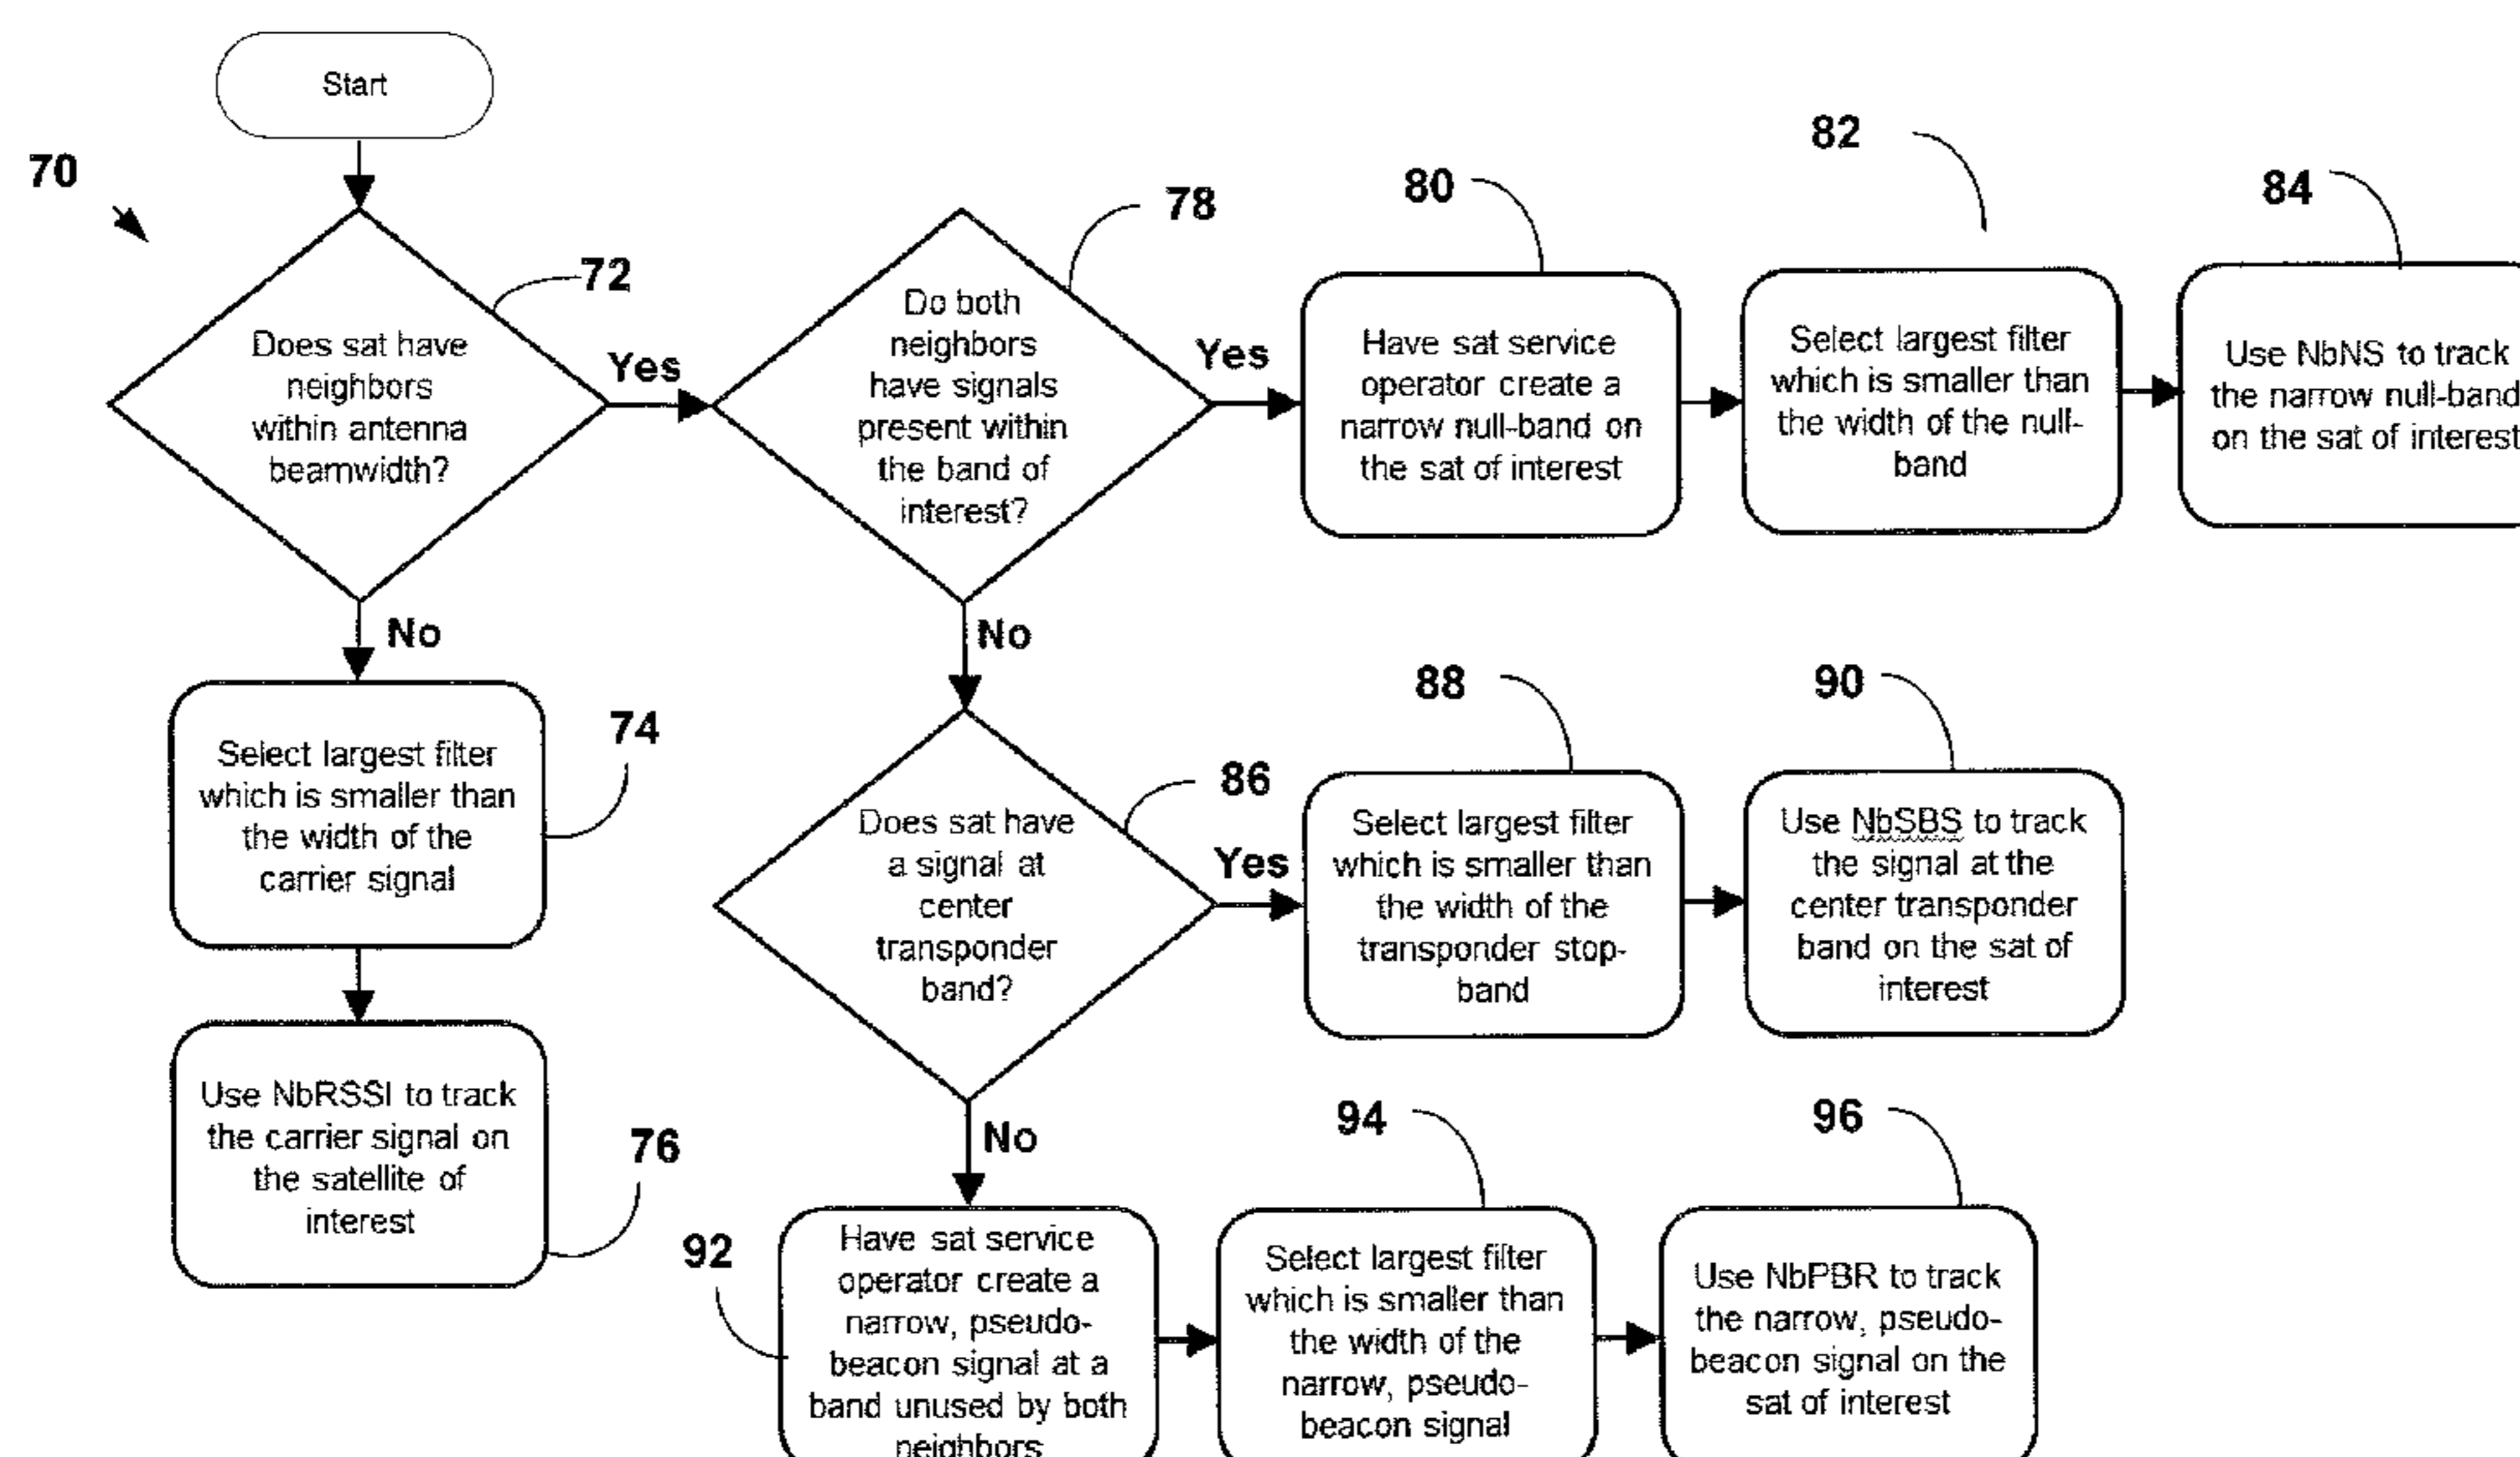 Start
70
72
Does sat have
neighbors
within antenna
beamwidth?
Yes
No
78
Do both
neighbors
have signals
present within
the band of
interest?
Yes
No
80
Have sat service
operator create a
narrow null-band on
the sat of interest
82
Select largest filter
which is smaller than
the width of the null-
band
84
Use NbNS to track
the narrow null-band
on the sat of interest
74
Select largest filter
which is smaller than
the width of the
carrier signal
76
Use NbRSSI to track
the carrier signal on
the satellite of
interest
86
Does sat have
a signal at
center
transponder
band?
Yes
No
88
Select largest filter
which is smaller than
the width of the
transponder stop-
band
90
Use NbSBS to track
the signal at the
center transponder
band on the sat of
interest
92
Have sat service
operator create a
narrow, pseudo-
beacon signal at a
band unused by both
neighbors
94
Select largest filter
which is smaller than
the width of the
narrow, pseudo-
beacon signal
96
Use NbPBR to track
the narrow, pseudo-
beacon signal on the
sat of interest